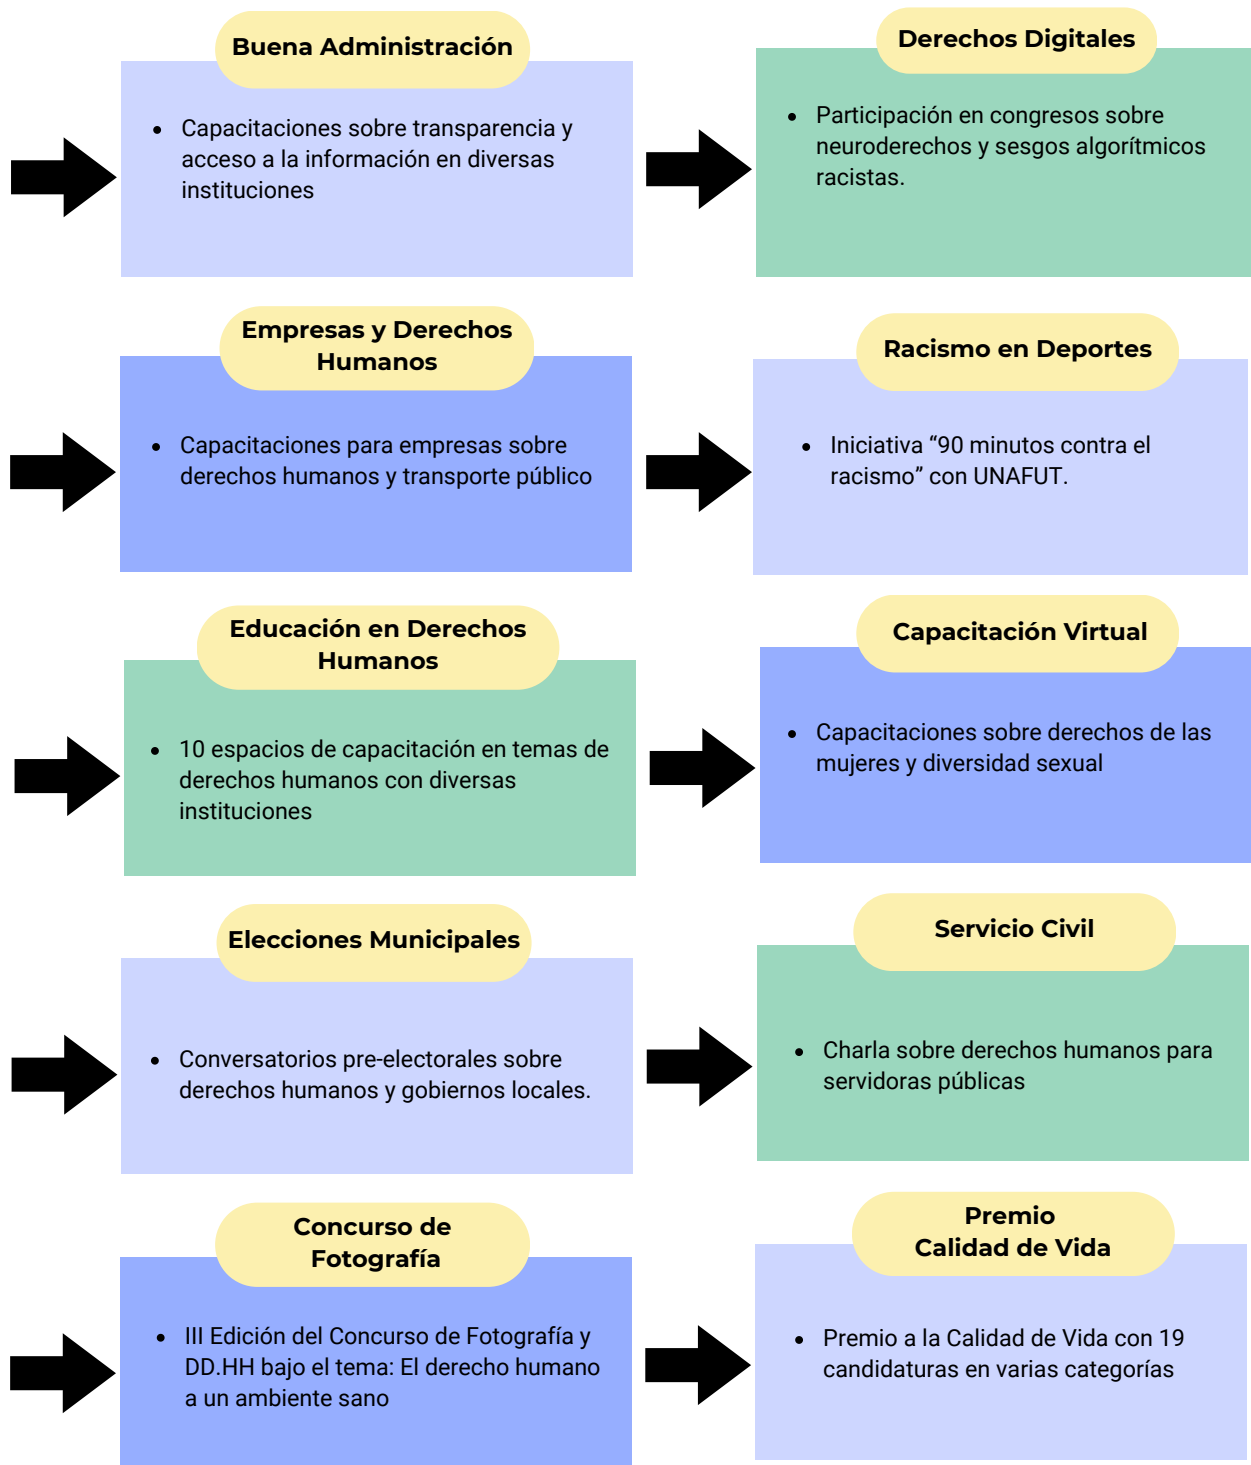 Buena Administración
• Capacitaciones sobre transparencia y
acceso a la información en diversas
instituciones
Derechos Digitales
• Participación en congresos sobre
neuroderechos y sesgos algorítmicos
racistas.
Empresas y Derechos
Humanos
• Capacitaciones para empresas sobre
derechos humanos y transporte público
Racismo en Deportes
• Iniciativa “90 minutos contra el
racismo” con UNAFUT.
Educación en Derechos
Humanos
• 10 espacios de capacitación en temas de
derechos humanos con diversas
instituciones
Capacitación Virtual
• Capacitaciones sobre derechos de las
mujeres y diversidad sexual
Elecciones Municipales
• Conversatorios pre-electorales sobre
derechos humanos y gobiernos locales.
Servicio Civil
• Charla sobre derechos humanos para
servidoras públicas
Concurso de
Fotografía
• III Edición del Concurso de Fotografía y
DD.HH bajo el tema: El derecho humano
a un ambiente sano
Premio
Calidad de Vida
• Premio a la Calidad de Vida con 19
candidaturas en varias categorías